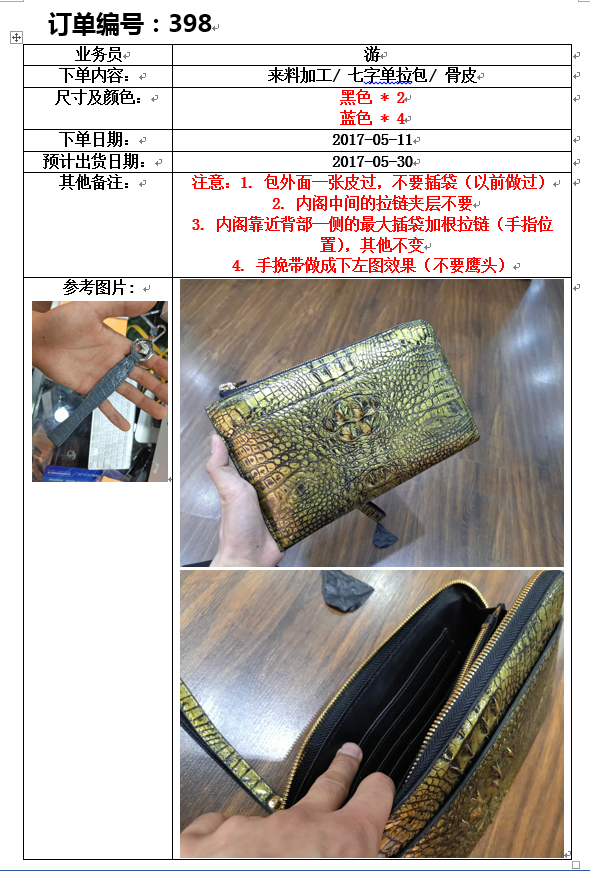 订单编号：398
业务员 游
下单内容： 来料加工/ 七字单拉包/ 骨皮
尺寸及颜色： 黑色 * 2
蓝色 * 4
下单日期： 2017-05-11
预计出货日期： 2017-05-30
其他备注： 注意：1. 包外面一张皮过，不要插袋（以前做过）
2. 内阁中间的拉链夹层不要
3. 内阁靠近背部一侧的最大插袋加根拉链（手指位
置），其他不变
4. 手挽带做成下左图效果（不要鹰头）
参考图片：